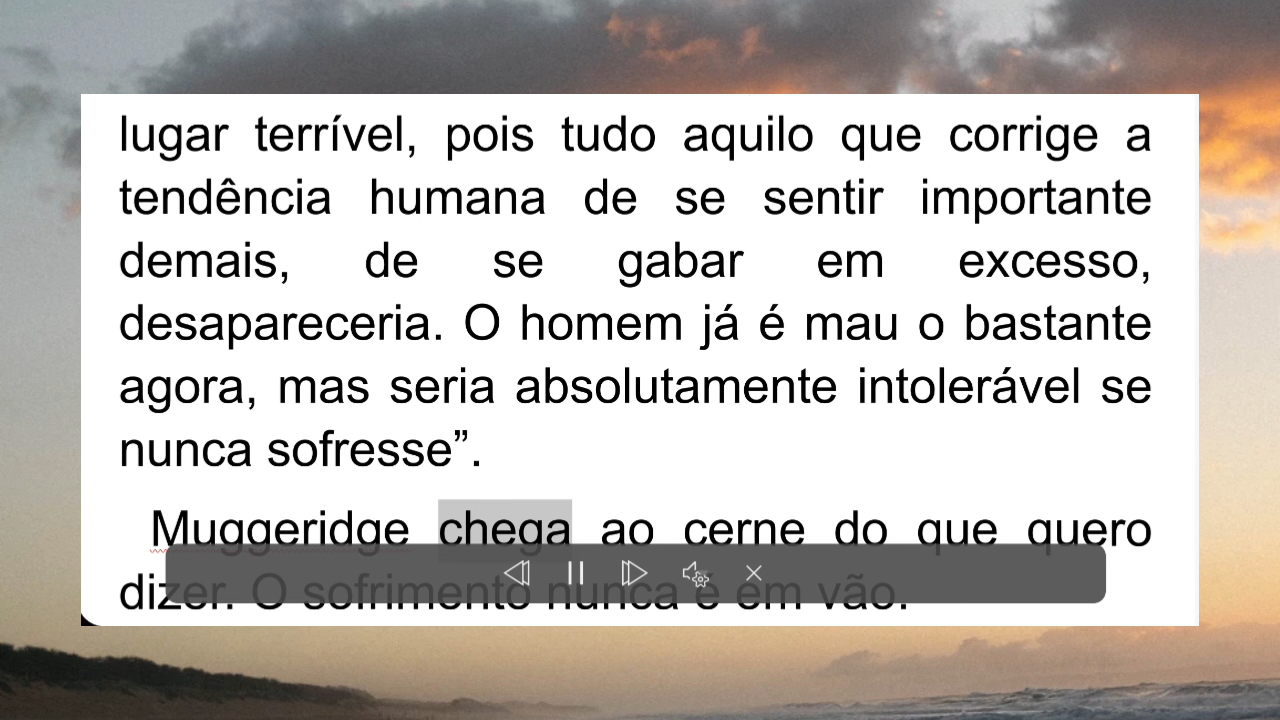 lugar terrível, pois tudo aquilo que corrige a
tendência humana de se sentir importante
demais, de se gabar em excesso,
desapareceria. O homem já é mau o bastante
agora, mas seria absolutamente intolerável se
nunca sofresse”.
Muggeridge chega ao cerne do que quero
dizer. O sofrimento nunca é em vão.